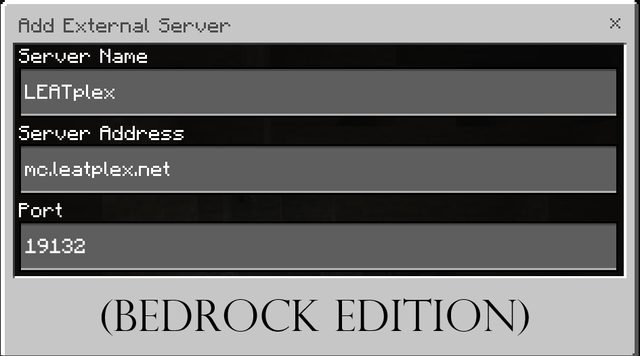 Add External Server x
Server Name
LEATplex
Server Address
mc.leatplex.net
Port
19132
(BEDROCK EDITION)